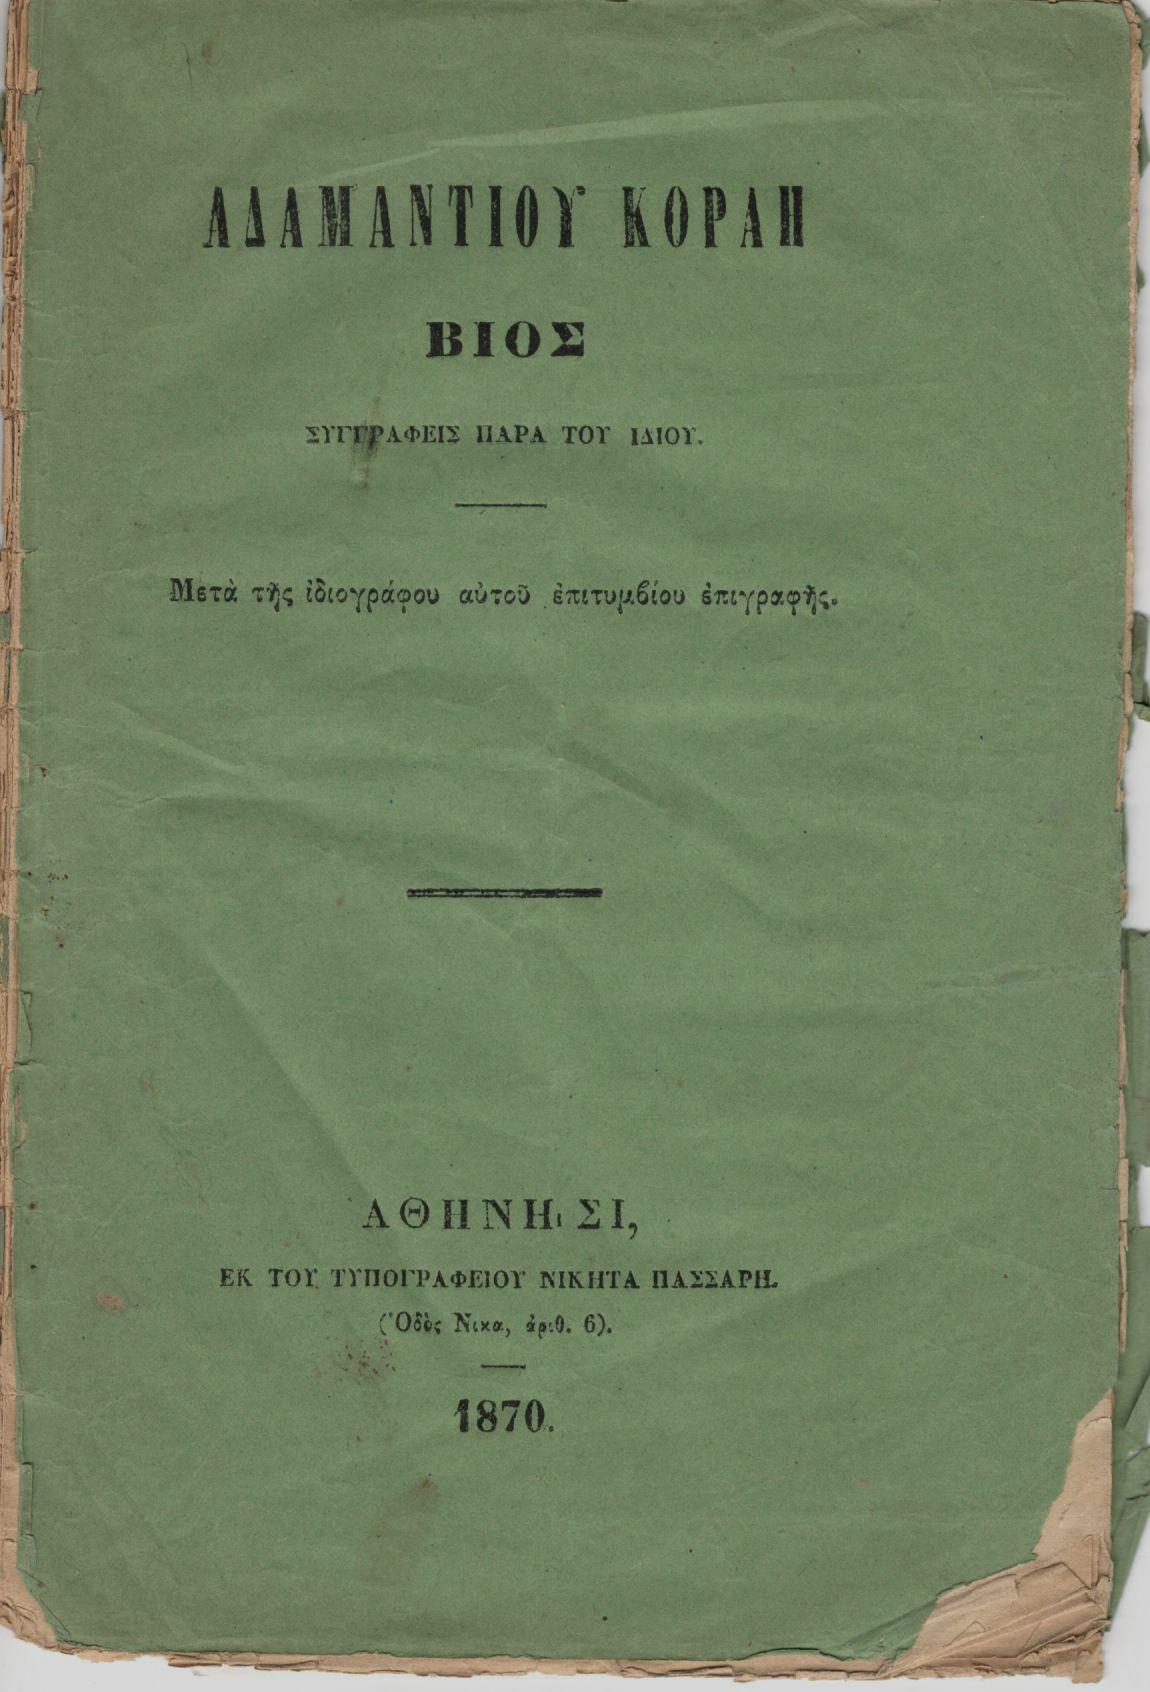 ΑΔΑΜΑΝΤΙΟΥ ΚΟΡΑΗ
ΒΙΟΣ
ΣΥΓΓΡΑΦΕΙΣ ΠΑΡΑ ΤΟΥ ΙΔΙΟΥ.
Μετὰ τῆς ἰδιογράφου αὐτοῦ ἐπιτυμβίου ἐπιγραφῆς.
ΑΘΗΝΗιΣΙ,
ΕΚ ΤΟΥ ΤΥΠΟΓΡΑΦΕΙΟΥ ΝΙΚΗΤΑ ΠΑΣΣΑΡΗ.
(Ὁδὸς Νικα, ἀριθ. 6).
1870.